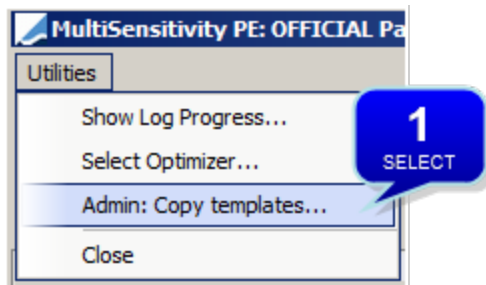 MultiSensitivity PE: OFFICIAL Pa
Utilities
Show Log Progress...
1
SELECT
Select Optimizer...
Admin: Copy templates...
Close